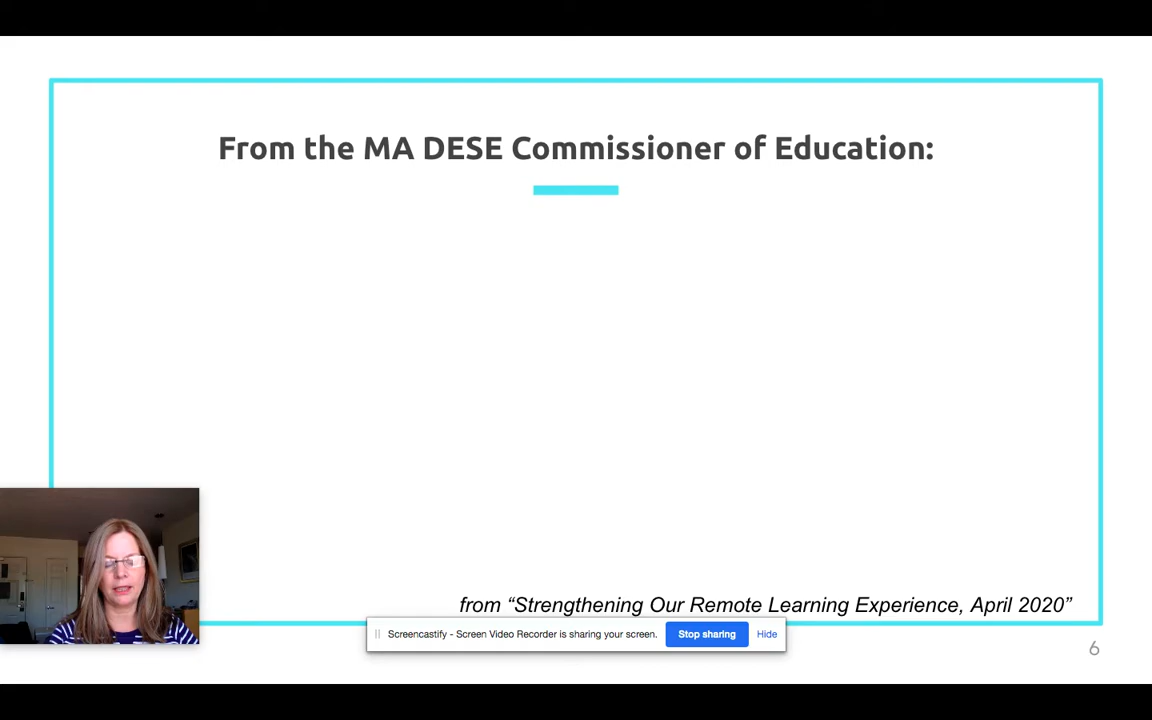 From the MA DESE Commissioner of Education:
from “Strengthening Our Remote Learning Experience, April 2020”
Screencastify - Screen Video Recorder is sharing your screen. Stop sharing Hide
6